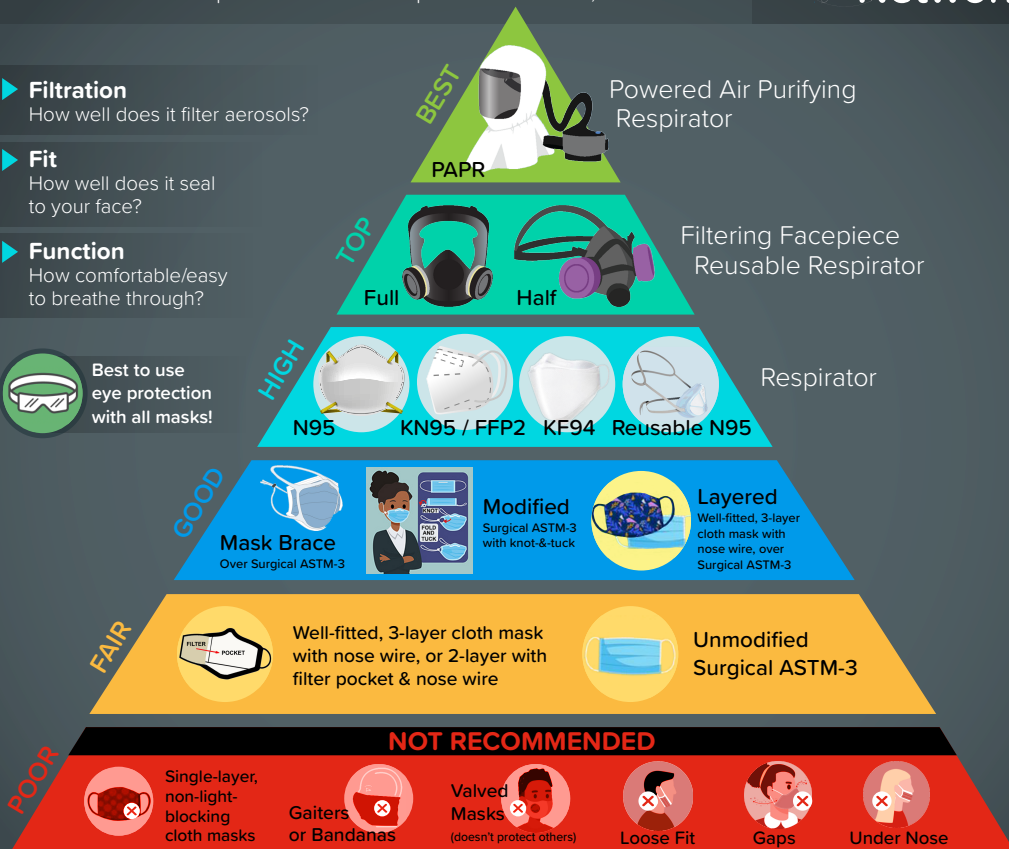 Filtration
How well does it filter aerosols?
Fit
How well does it seal
to your face?
Function
How comfortable/easy
to breathe through?
Best to use
eye protection
with all masks!
BEST
PAPR
Powered Air Purifying
Respirator
TOP
Full
Half
Filtering Facepiece
Reusable Respirator
HIGH
N95
KN95 / FFP2
KF94
Reusable N95
Respirator
GOOD
Mask Brace
Over Surgical ASTM-3
KNOT
FOLD
AND
TUCK
Modified
Surgical ASTM-3
with knot-&-tuck
Layered
Well-fitted, 3-layer
cloth mask with
nose wire, over
Surgical ASTM-3
FAIR
FILTER
POCKET
Well-fitted, 3-layer cloth mask
with nose wire, or 2-layer with
filter pocket & nose wire
Unmodified
Surgical ASTM-3
POOR
NOT RECOMMENDED
Single-layer,
non-light-
blocking
cloth masks
Gaiters
or Bandanas
Valved
Masks
(doesn't protect others)
Loose Fit
Gaps
Under Nose